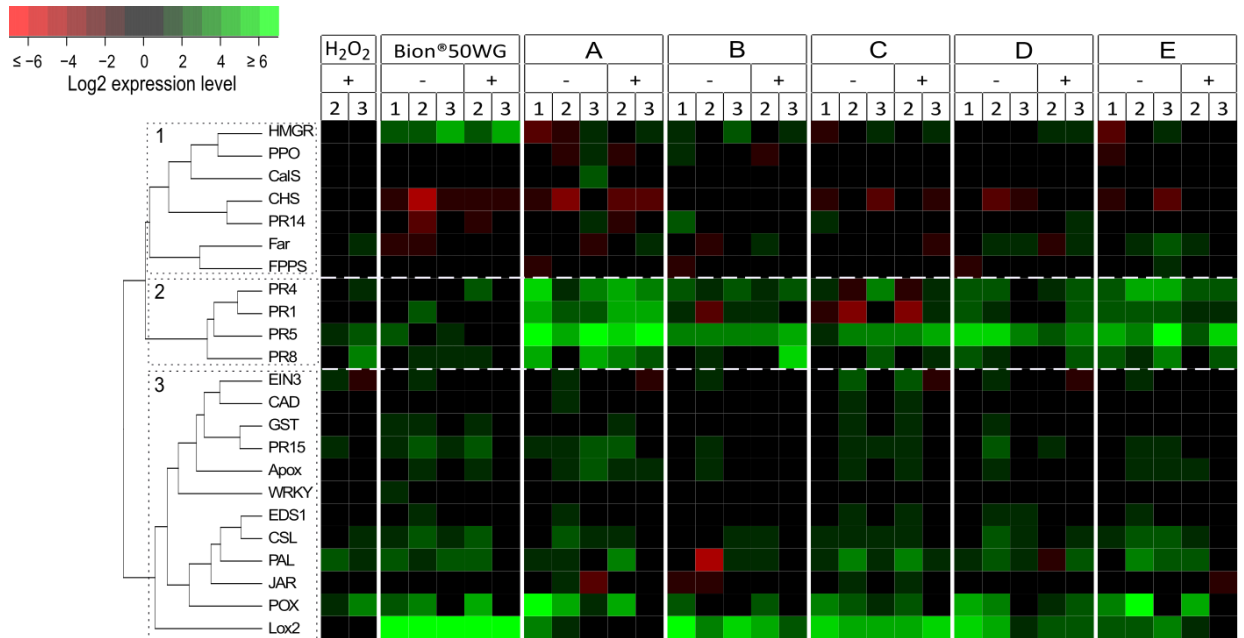 ≤ −6 −4 −2 0 2 4 ≥ 6
Log2 expression level
H₂O₂ Bion®50WG A B C D E
+ - + - + - + - + - + - +
2 3 1 2 3 2 3 1 2 3 2 3 1 2 3 2 3 1 2 3 2 3 1 2 3 2 3 1 2 3 2 3
1
HMGR
PPO
CalS
CHS
PR14
Far
FPPS
2
PR4
PR1
PR5
PR8
3
EIN3
CAD
GST
PR15
Apox
WRKY
EDS1
CSL
PAL
JAR
POX
Lox2